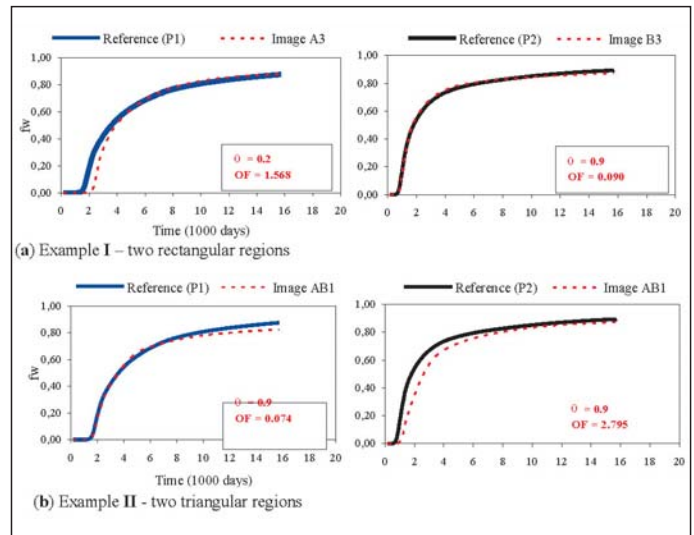 Reference (P1) Image A3
fw
1,00
0,80
0,60
0,40
0,20
0,00
θ = 0.2
OF = 1.568
0 2 4 6 8 10 12 14 16 18 20
Time (1000 days)
Reference (P2) Image B3
1,00
0,80
0,60
0,40
0,20
0,00
θ = 0.9
OF = 0.090
0 2 4 6 8 10 12 14 16 18 20
(a) Example I – two rectangular regions
Reference (P1) Image AB1
fw
1,00
0,80
0,60
0,40
0,20
0,00
θ = 0.9
OF = 0.074
0 2 4 6 8 10 12 14 16 18 20
Time (1000 days)
Reference (P2) Image AB1
1,00
0,80
0,60
0,40
0,20
0,00
θ = 0.9
OF = 2.795
0 2 4 6 8 10 12 14 16 18 20
(b) Example II - two triangular regions